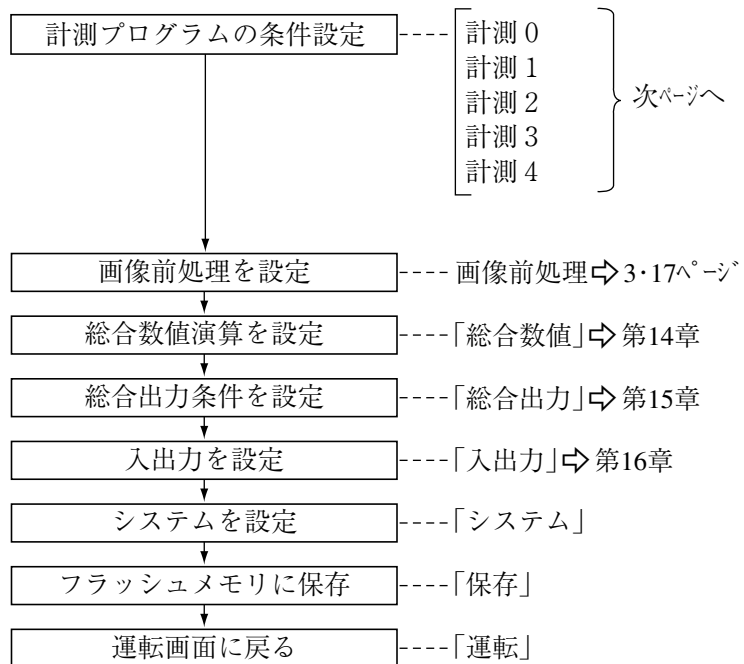 計測プログラムの条件設定
計測０
計測１
計測２
計測３
計測４
次ページへ
画像前処理を設定
画像前処理⇨3・17ページ
総合数値演算を設定
「総合数値」⇨第14章
総合出力条件を設定
「総合出力」⇨第15章
入出力を設定
「入出力」⇨第16章
システムを設定
「システム」
フラッシュメモリに保存
「保存」
運転画面に戻る
「運転」